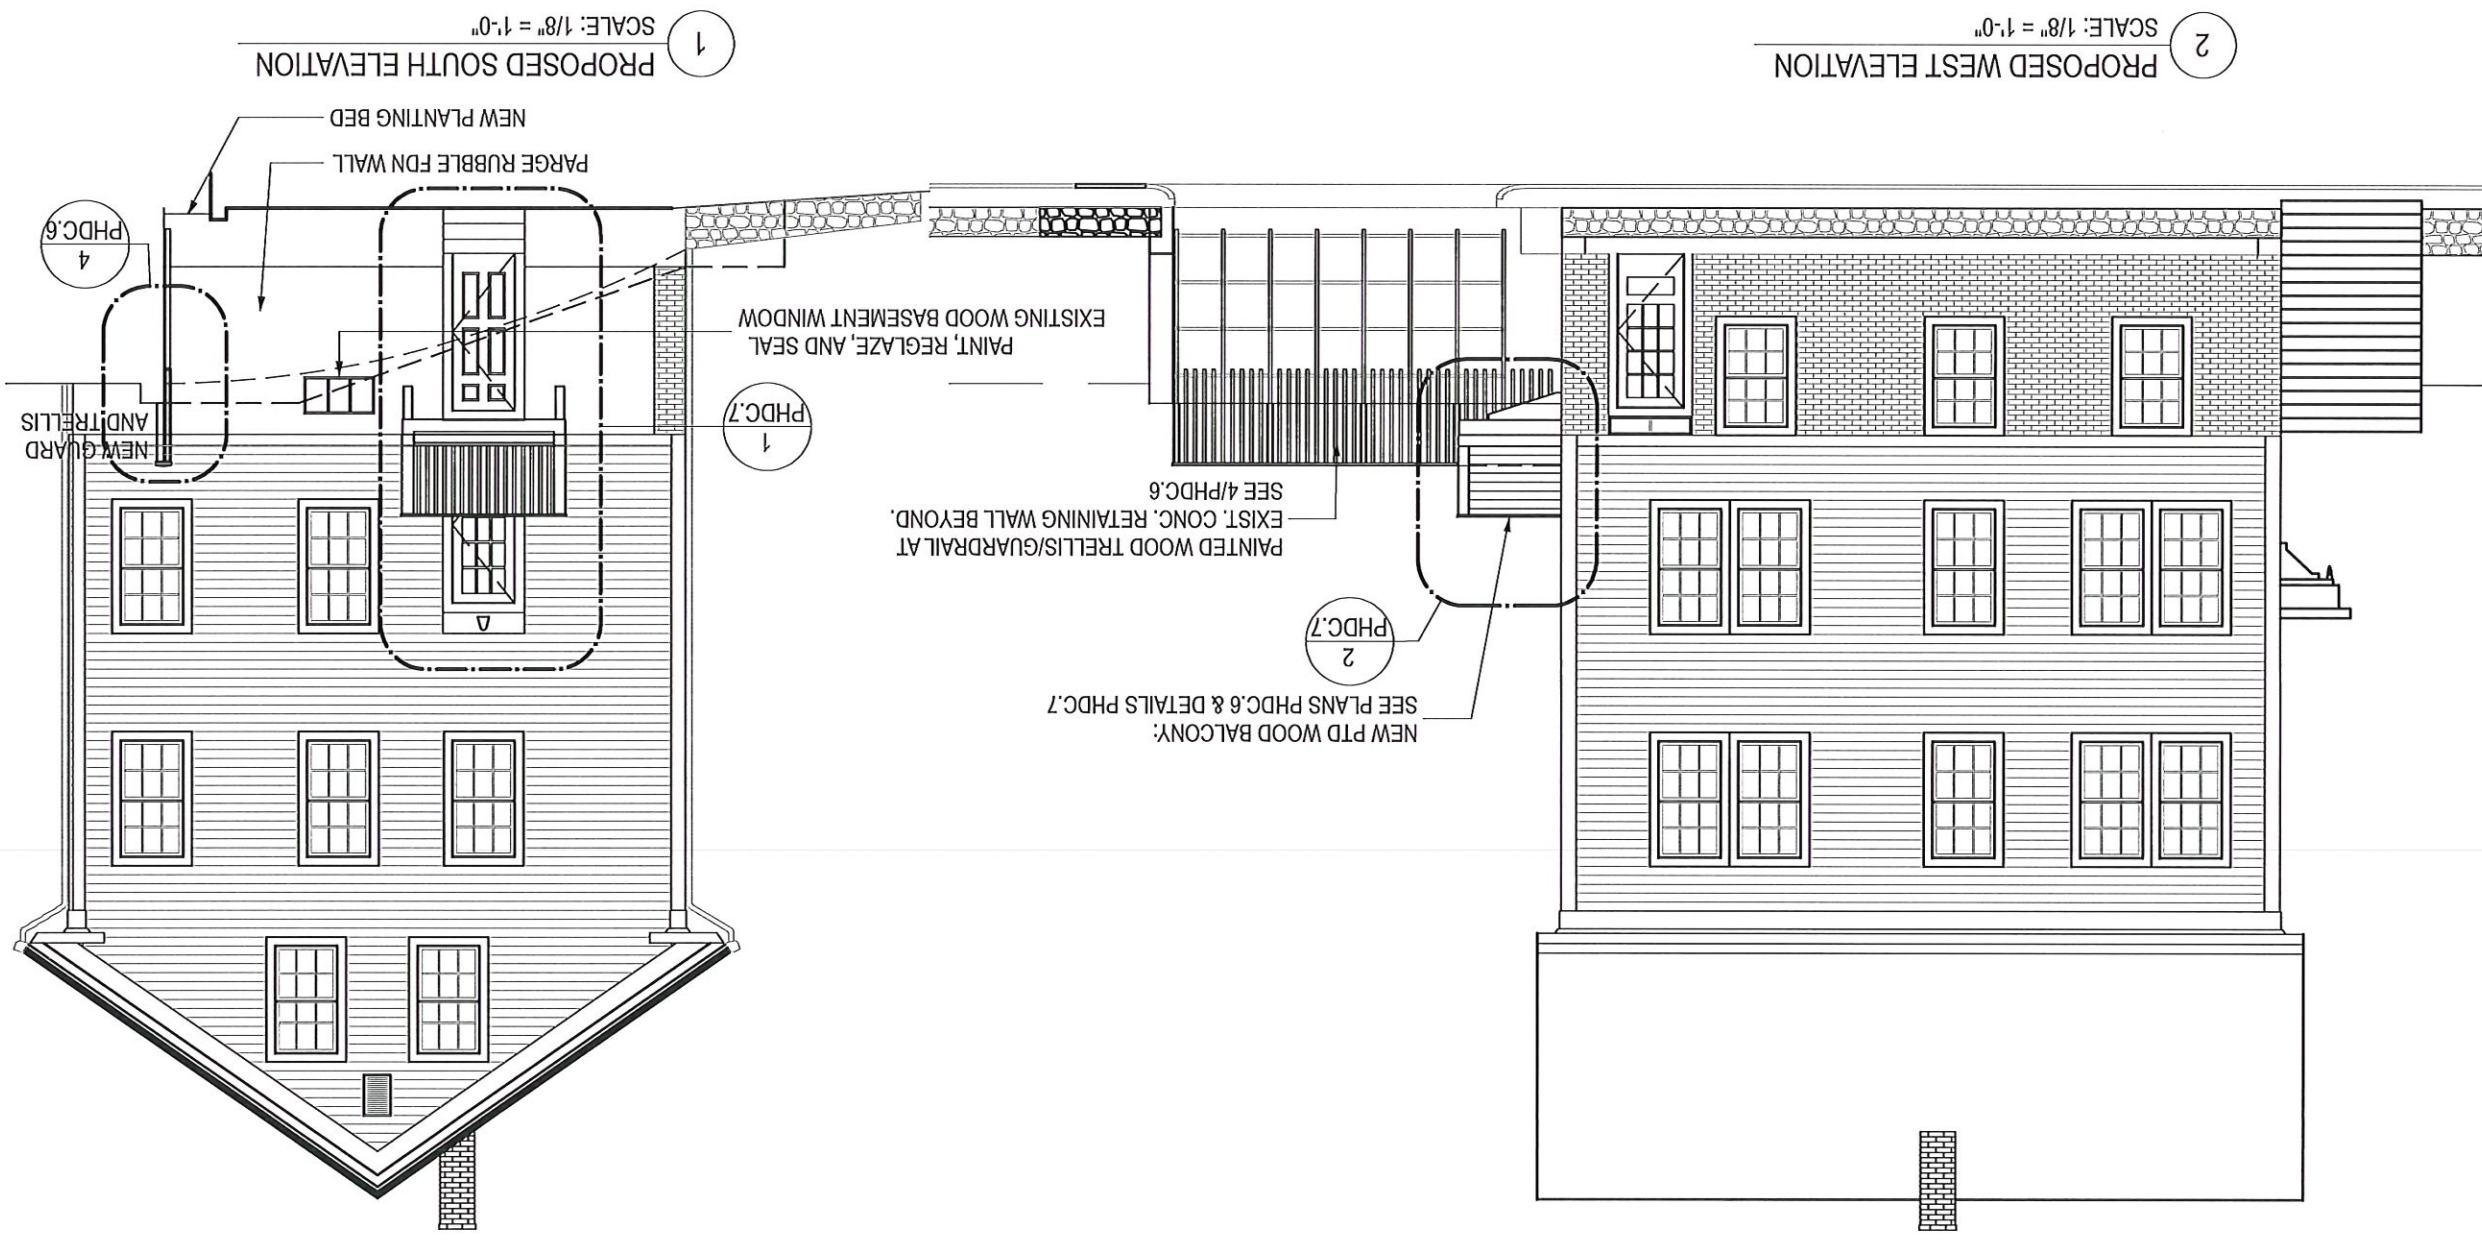 NEW PTD WOOD BALCONY:
SEE PLANS PHDC.6 & DETAILS PHDC.7
2
PHDC.7
PAINTED WOOD TRELLIS/GUARDRAIL AT
EXIST. CONC. RETAINING WALL BEYOND.
SEE 4/PHDC.6
2
PROPOSED WEST ELEVATION
SCALE: 1/8" = 1'-0"
1
PHDC.7
PAINT, REGLAZE, AND SEAL
EXISTING WOOD BASEMENT WINDOW
NEW GUARD
AND TRELLIS
4
PHDC.6
PARGE RUBBLE FDN WALL
NEW PLANTING BED
1
PROPOSED SOUTH ELEVATION
SCALE: 1/8" = 1'-0"